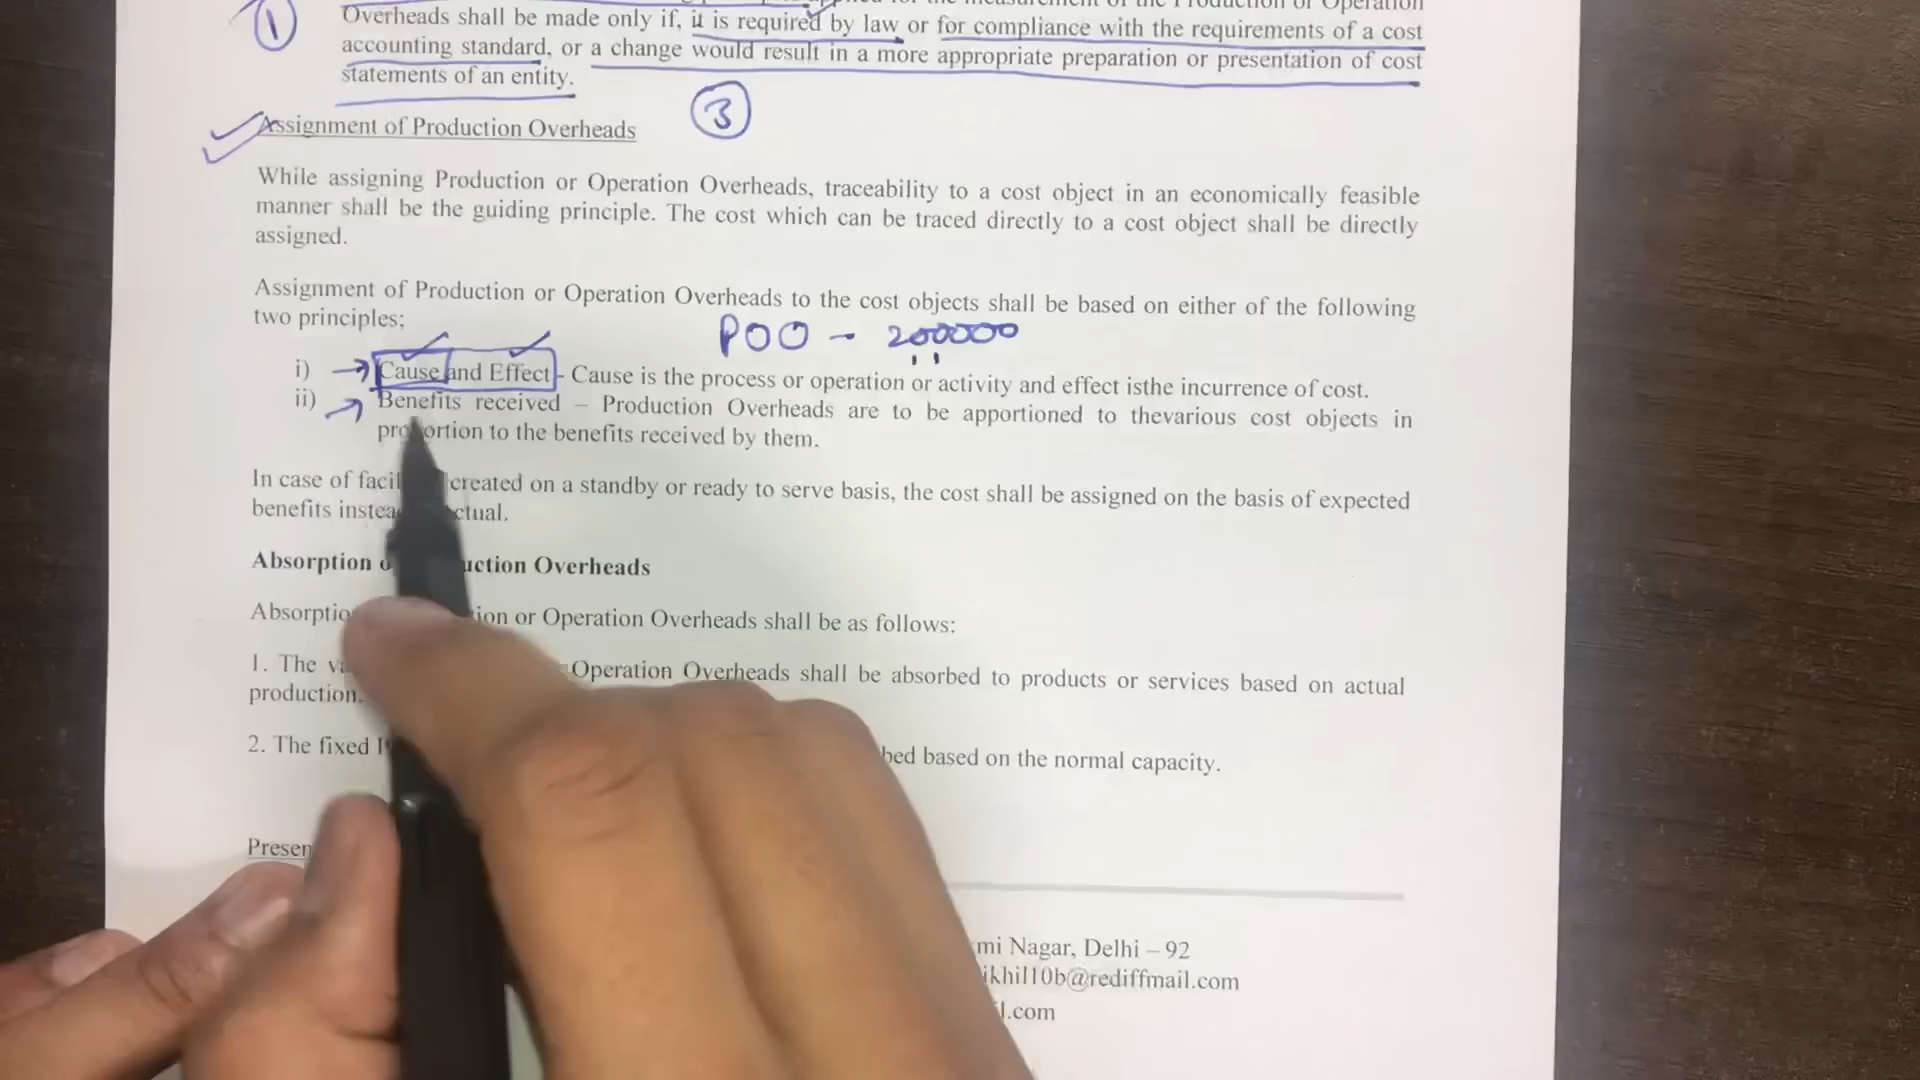 1
Overheads shall be made only if, it is required by law or for compliance with the requirements of a cost
accounting standard, or a change would result in a more appropriate preparation or presentation of cost
statements of an entity.
3
Assignment of Production Overheads
While assigning Production or Operation Overheads, traceability to a cost object in an economically feasible
manner shall be the guiding principle. The cost which can be traced directly to a cost object shall be directly
assigned.
Assignment of Production or Operation Overheads to the cost objects shall be based on either of the following
two principles;
POO - 200000
i) Cause and Effect - Cause is the process or operation or activity and effect isthe incurrence of cost.
ii) Benefits received – Production Overheads are to be apportioned to thevarious cost objects in
proportion to the benefits received by them.
In case of facil created on a standby or ready to serve basis, the cost shall be assigned on the basis of expected
benefits instea ctual.
Absorption o uction Overheads
Absorptio ion or Operation Overheads shall be as follows:
1. The va Operation Overheads shall be absorbed to products or services based on actual
production.
2. The fixed bed based on the normal capacity.
Presen
mi Nagar, Delhi – 92
ikhil10b@rediffmail.com
l.com